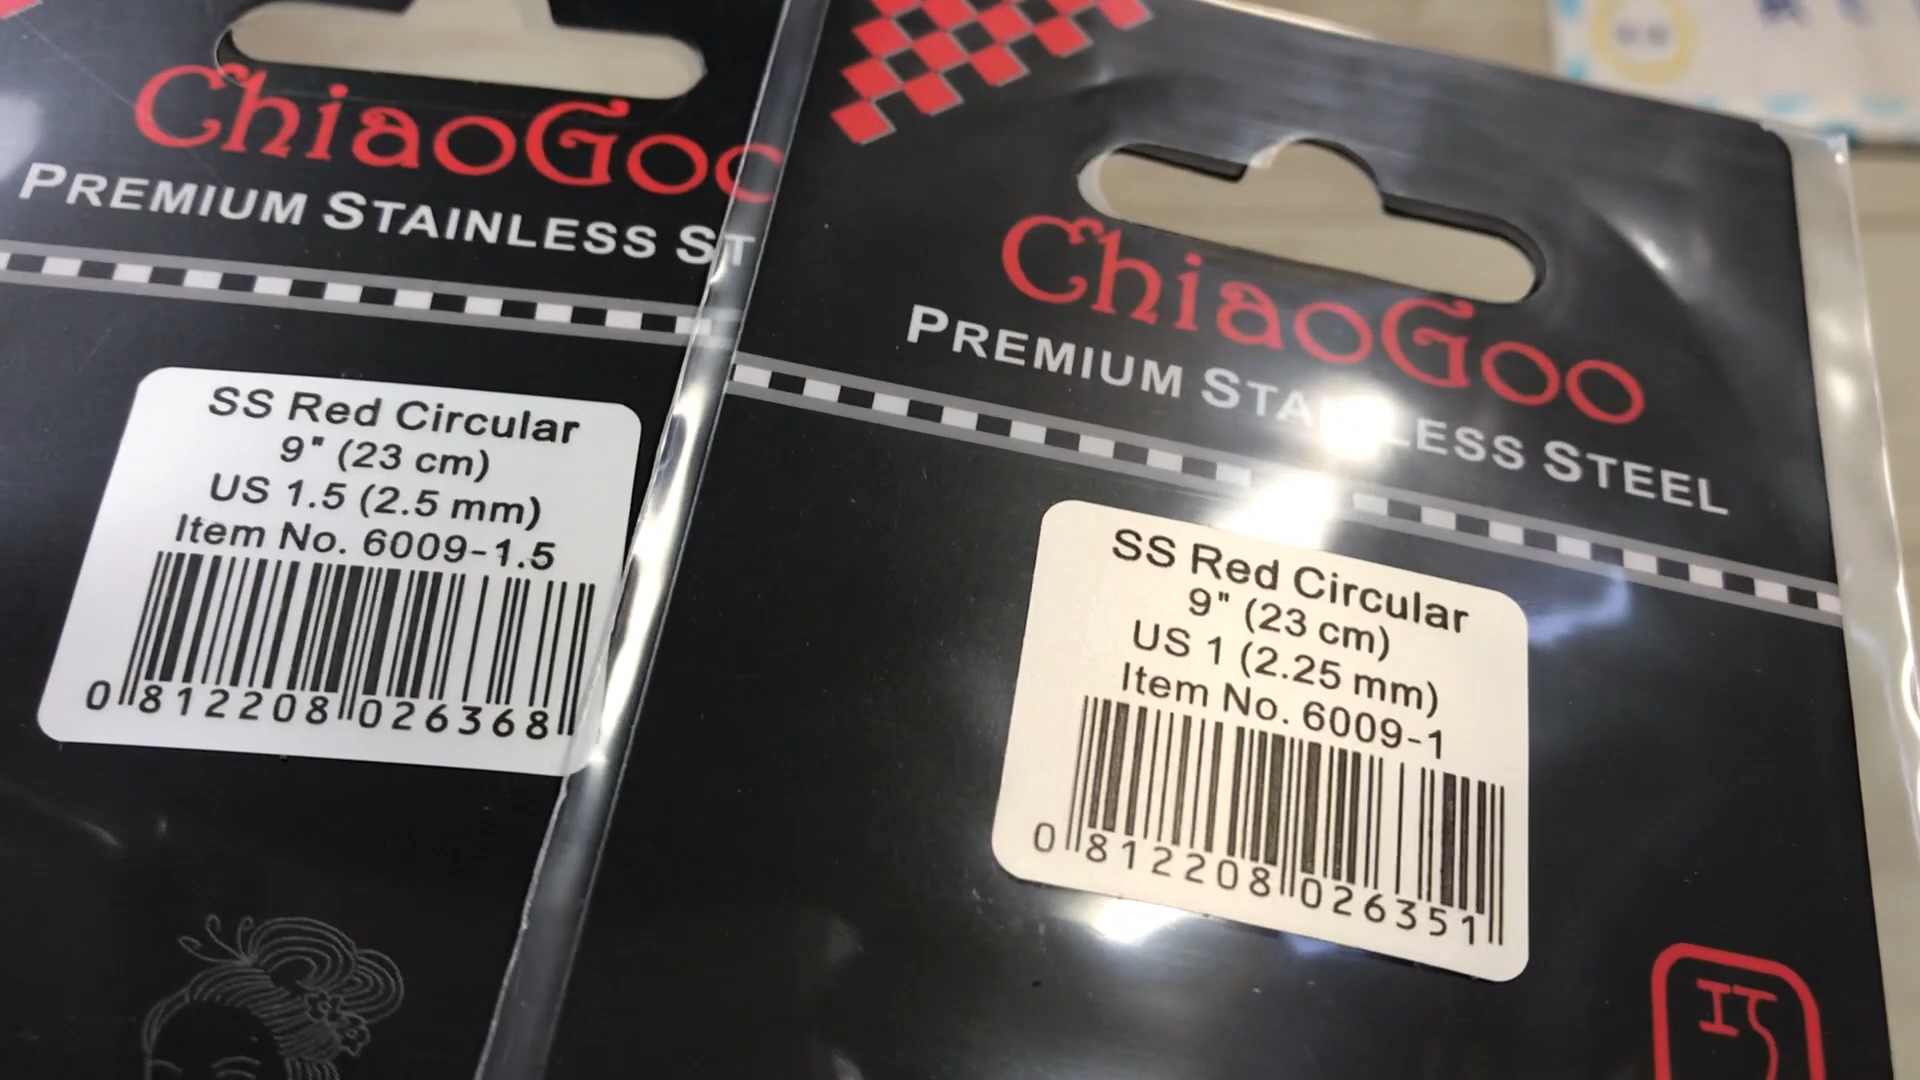 ChiaoGoo
PREMIUM STAINLESS ST
SS Red Circular
9" (23 cm)
US 1.5 (2.5 mm)
Item No. 6009-1.5
0 812208 026368
ChiaoGoo
PREMIUM STAINLESS STEEL
SS Red Circular
9" (23 cm)
US 1 (2.25 mm)
Item No. 6009-1
0 812208 026351